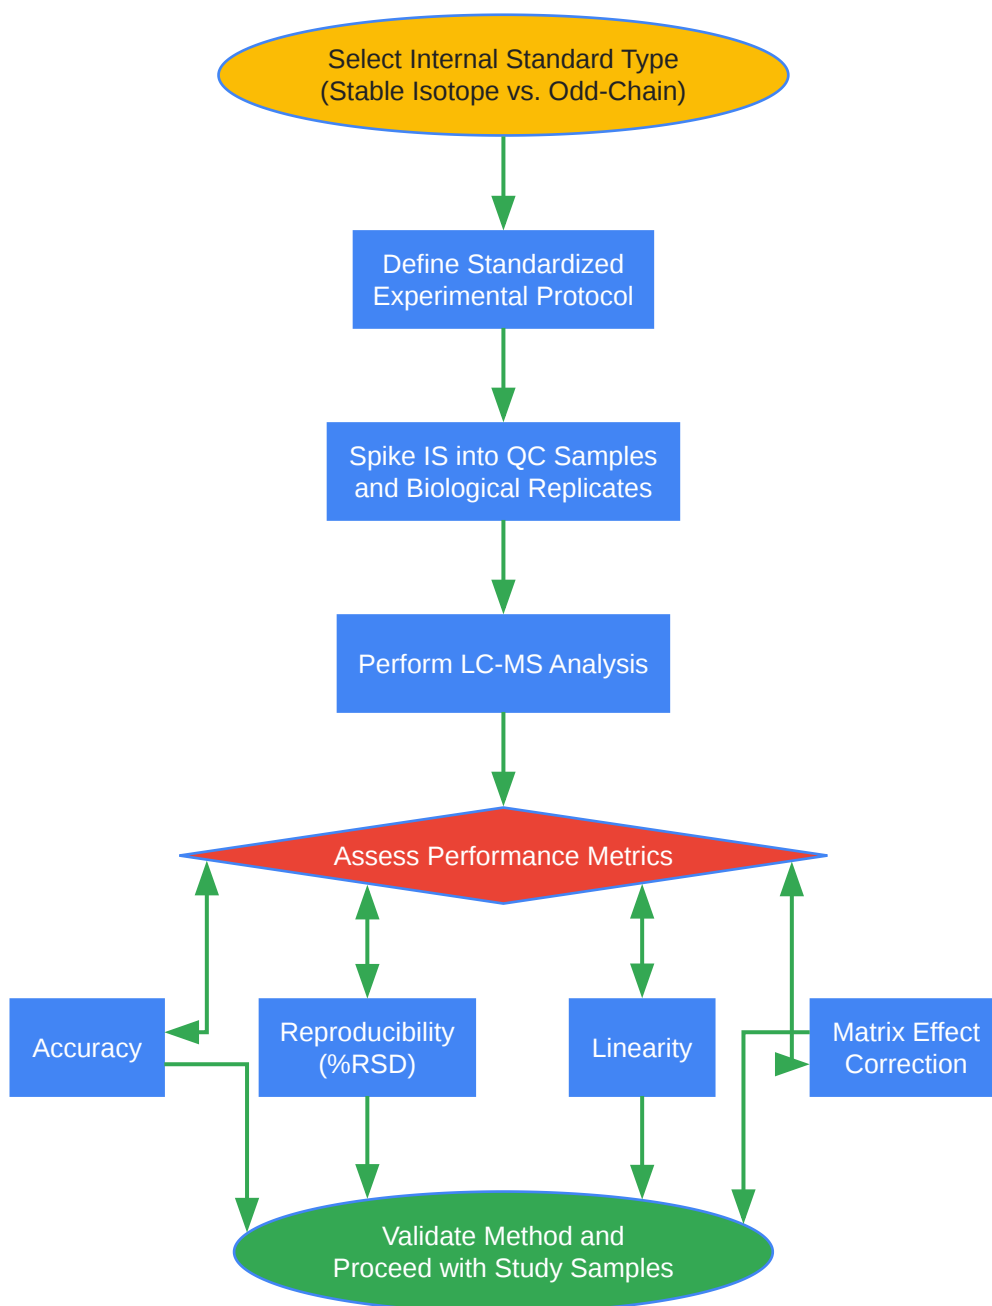 Select Internal Standard Type
(Stable Isotope vs. Odd-Chain)
Define Standardized
Experimental Protocol
Spike IS into QC Samples
and Biological Replicates
Perform LC-MS Analysis
Assess Performance Metrics
Accuracy
Reproducibility
(%RSD)
Linearity
Matrix Effect
Correction
Validate Method and
Proceed with Study Samples